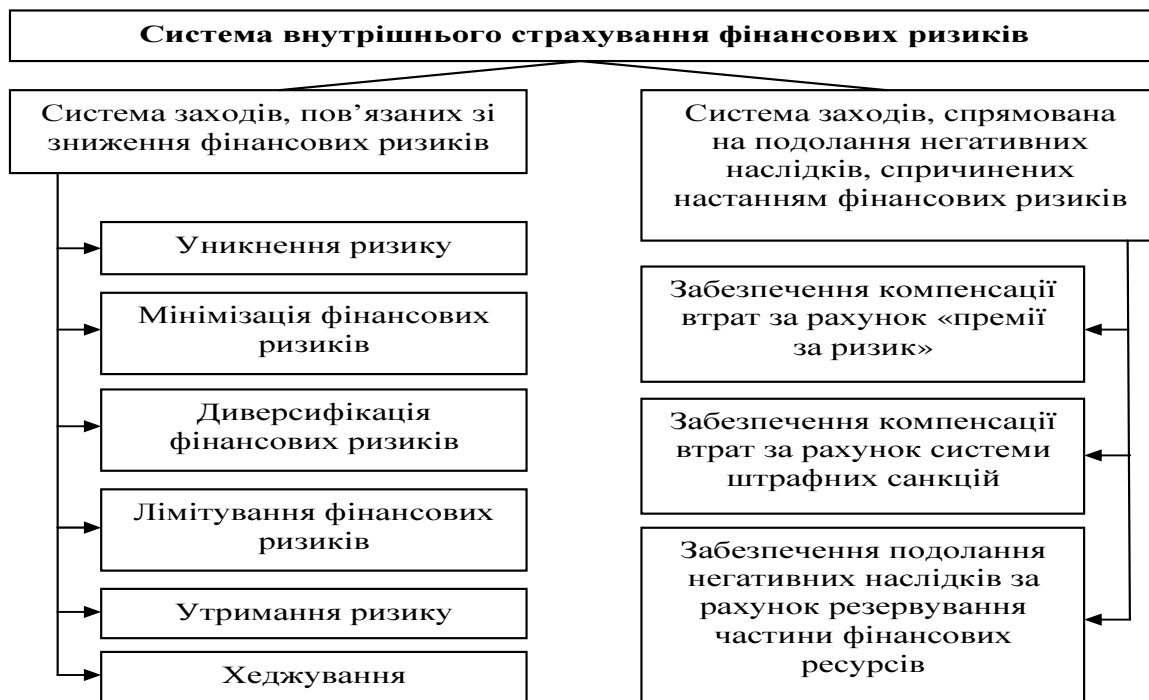 Система внутрішнього страхування фінансових ризиків
Система заходів, пов’язаних зі
зниження фінансових ризиків
Уникнення ризику
Мінімізація фінансових
ризиків
Диверсифікація
фінансових ризиків
Лімітування фінансових
ризиків
Утримання ризику
Хеджування
Система заходів, спрямована
на подолання негативних
наслідків, спричинених
настанням фінансових ризиків
Забезпечення компенсації
втрат за рахунок «премії
за ризик»
Забезпечення компенсації
втрат за рахунок системи
штрафних санкцій
Забезпечення подолання
негативних наслідків за
рахунок резервування
частини фінансових
ресурсів